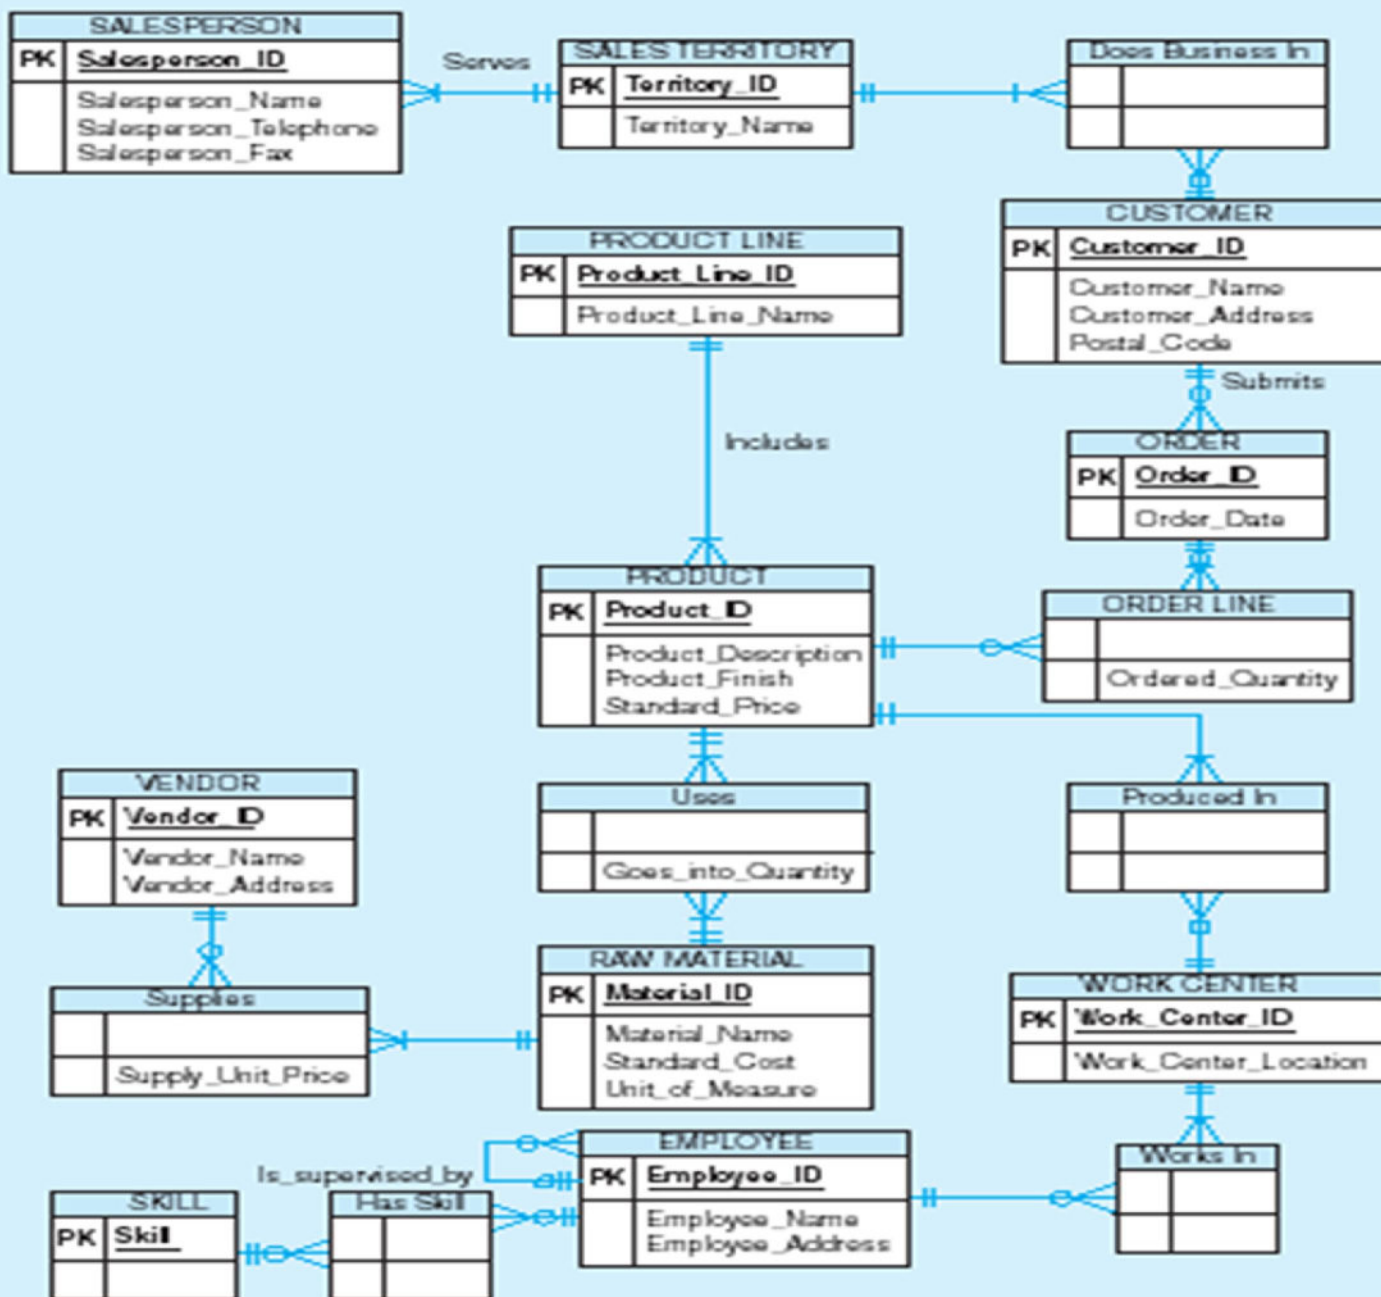 SALESPERSON
PK Salesperson_ID
Salesperson_Name
Salesperson_Telephone
Salesperson_Fax
Serves
SALES TERRITORY
PK Territory_ID
Territory_Name
Does Business In
PRODUCT LINE
PK Product_Line_ID
Product_Line_Name
CUSTOMER
PK Customer_ID
Customer_Name
Customer_Address
Postal_Code
Submits
Includes
ORDER
PK Order_ID
Order_Date
PRODUCT
PK Product_ID
Product_Description
Product_Finish
Standard_Price
ORDER LINE
Ordered_Quantity
VENDOR
PK Vendor_ID
Vendor_Name
Vendor_Address
Uses
Goes_into_Quantity
Produced In
Supplies
Supply_Unit_Price
RAW MATERIAL
PK Material_ID
Material_Name
Standard_Cost
Unit_of_Measure
WORK CENTER
PK Work_Center_ID
Work_Center_Location
Is_supervised_by
EMPLOYEE
PK Employee_ID
Employee_Name
Employee_Address
Works In
SKILL
PK Skill
Has Skill